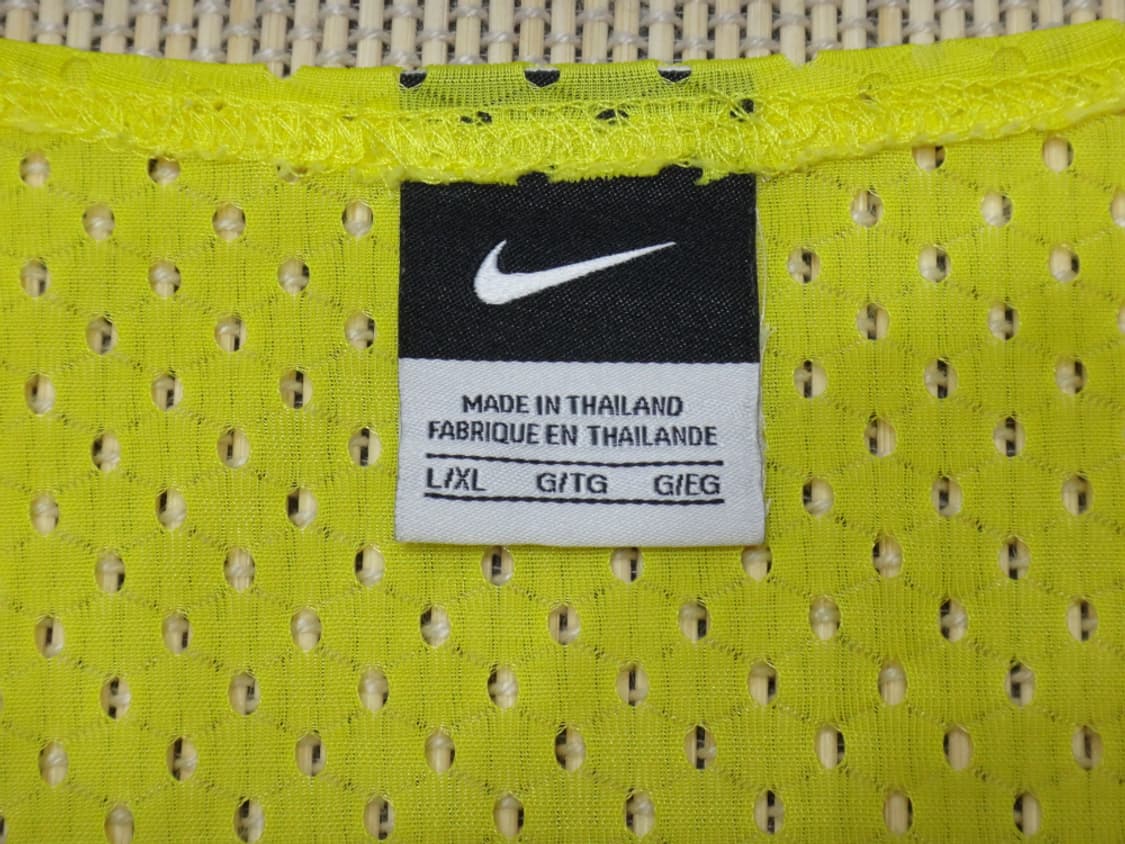 MADE IN THAILAND
FABRIQUE EN THAILANDE
L/XL G/TG G/EG